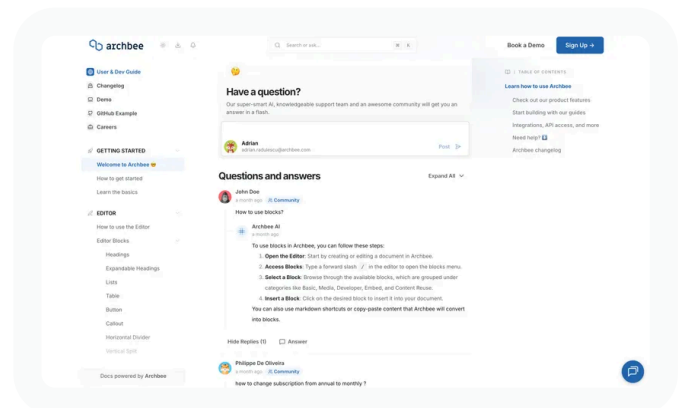 archbee
Search or ask...
⌘ K
Book a Demo
Sign Up →
User & Dev Guide
Changelog
Demo
GitHub Example
Careers
GETTING STARTED
Welcome to Archbee
How to get started
Learn the basics
EDITOR
How to use the Editor
Editor Blocks
Headings
Expandable Headings
Lists
Table
Button
Callout
Horizontal Divider
Vertical Split
Docs powered by Archbee
Have a question?
Our super-smart AI, knowledgeable support team and an awesome community will get you an
answer in a flash.
Adrian
Post
Questions and answers
Expand All
John Doe
a month ago
Community
How to use blocks?
Archbee AI
a month ago
To use blocks in Archbee, you can follow these steps:
1. Open the Editor: Start by creating or editing a document in Archbee.
2. Access Blocks: Type a forward slash / in the editor to open the blocks menu.
3. Select a Block: Browse through the available blocks, which are grouped under
categories like Basic, Media, Developer, Embed, and Content Reuse.
4. Insert a Block: Click on the desired block to insert it into your document.
You can also use markdown shortcuts or copy-paste content that Archbee will convert
into blocks.
Hide Replies (1)
Answer
Philippe De Oliveira
a month ago
Community
how to change subscription from annual to monthly ?
TABLE OF CONTENTS
Learn how to use Archbee
Check out our product features
Start building with our guides
Integrations, API access, and more
Need help?
Archbee changelog